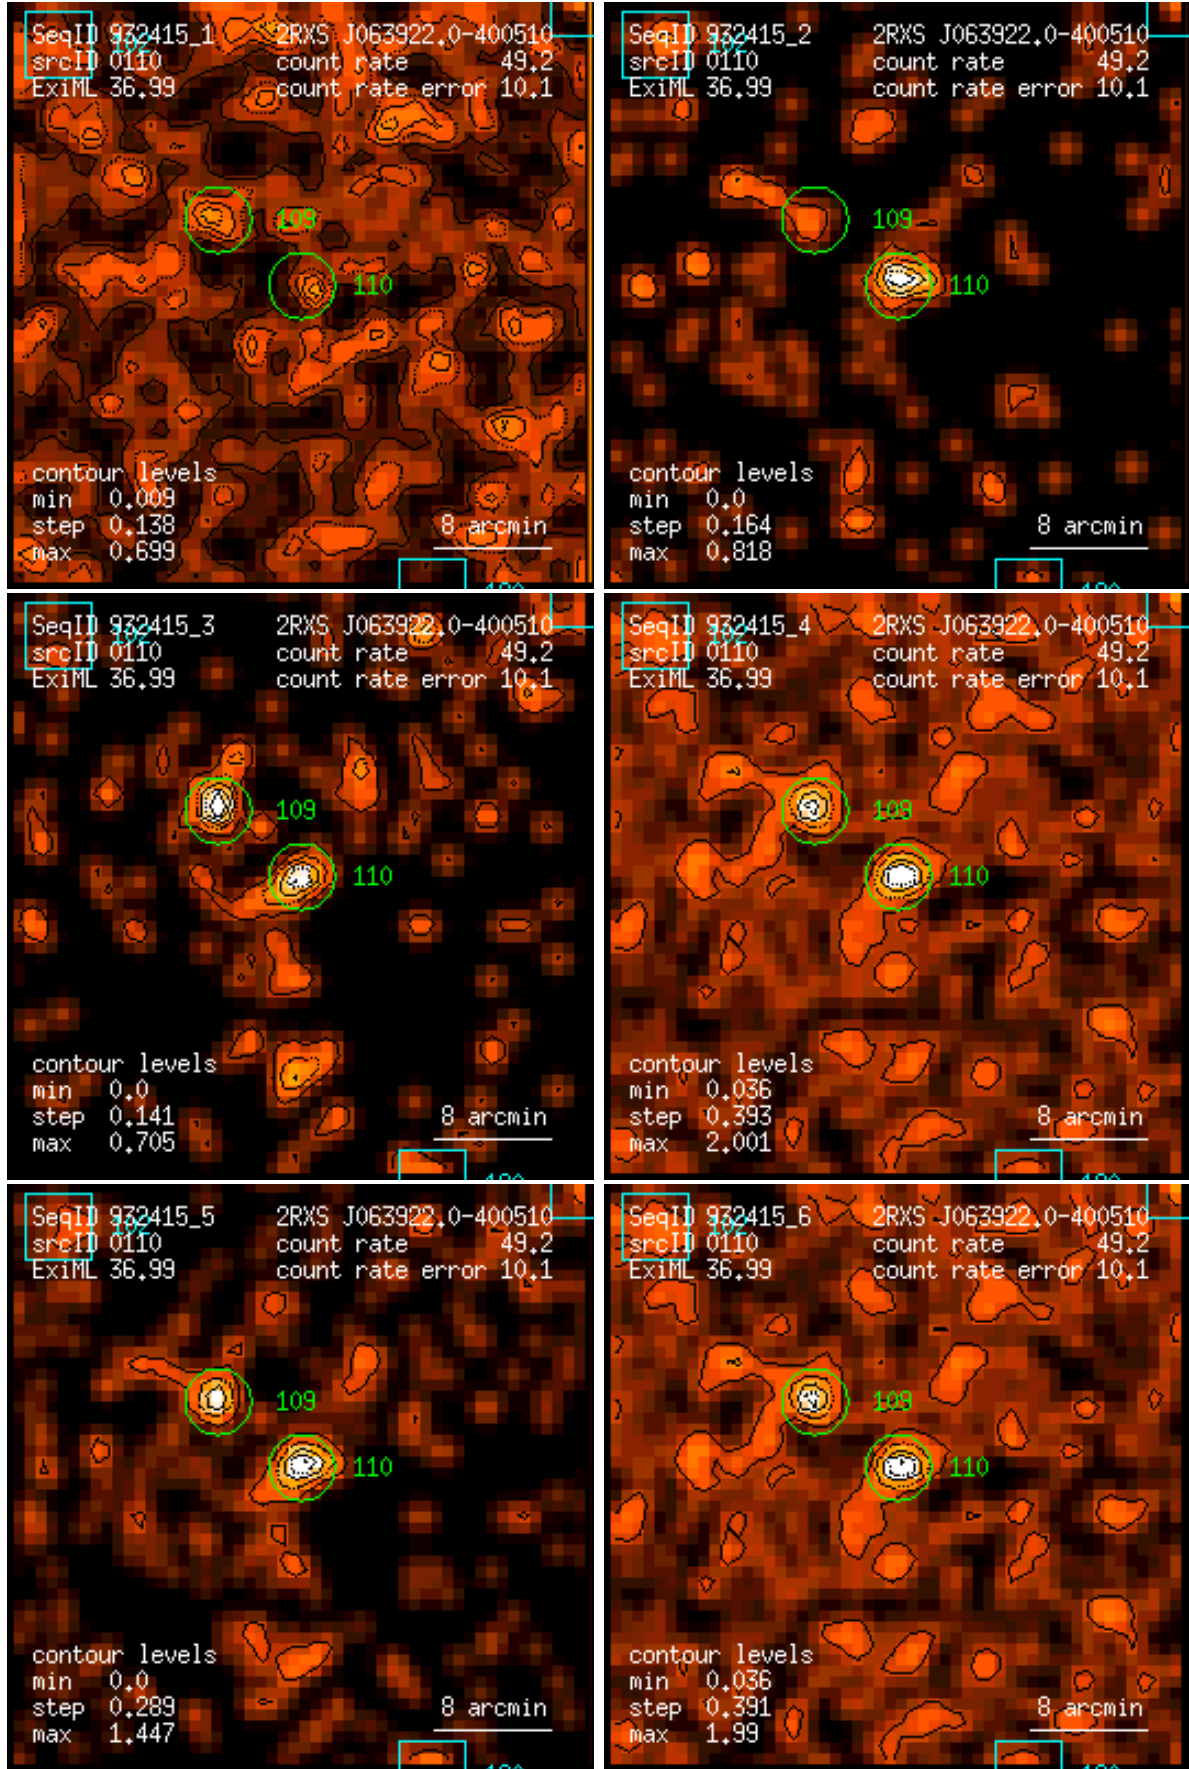 SeqID 932415_1 2RXS J063922.0-400510
102
srcID 0110 count rate 49.2
ExiML 36.99 count rate error 10.1
109
110
contour levels
min 0.009
step 0.138 8 arcmin
max 0.699
SeqID 932415_2 2RXS J063922.0-400510
102
srcID 0110 count rate 49.2
ExiML 36.99 count rate error 10.1
109
110
contour levels
min 0.0
step 0.164 8 arcmin
max 0.818
SeqID 932415_3 2RXS J063922.0-400510
102
srcID 0110 count rate 49.2
ExiML 36.99 count rate error 10.1
109
110
contour levels
min 0.0
step 0.141 8 arcmin
max 0.705
SeqID 932415_4 2RXS J063922.0-400510
102
srcID 0110 count rate 49.2
ExiML 36.99 count rate error 10.1
109
110
contour levels
min 0.036
step 0.393 8 arcmin
max 2.001
SeqID 932415_5 2RXS J063922.0-400510
102
srcID 0110 count rate 49.2
ExiML 36.99 count rate error 10.1
109
110
contour levels
min 0.0
step 0.289 8 arcmin
max 1.447
SeqID 932415_6 2RXS J063922.0-400510
102
srcID 0110 count rate 49.2
ExiML 36.99 count rate error 10.1
109
110
contour levels
min 0.036
step 0.391 8 arcmin
max 1.99